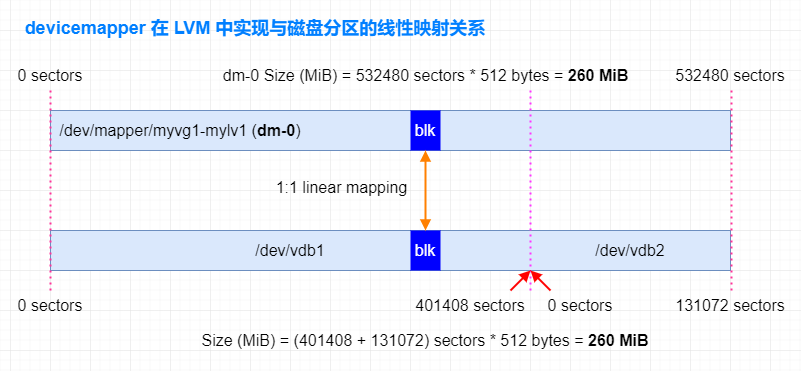 devicemapper 在 LVM 中实现与磁盘分区的线性映射关系
0 sectors
dm-0 Size (MiB) = 532480 sectors * 512 bytes = 260 MiB
532480 sectors
/dev/mapper/myvg1-mylv1 (dm-0)
blk
1:1 linear mapping
/dev/vdb1
blk
/dev/vdb2
0 sectors
401408 sectors
0 sectors
131072 sectors
Size (MiB) = (401408 + 131072) sectors * 512 bytes = 260 MiB